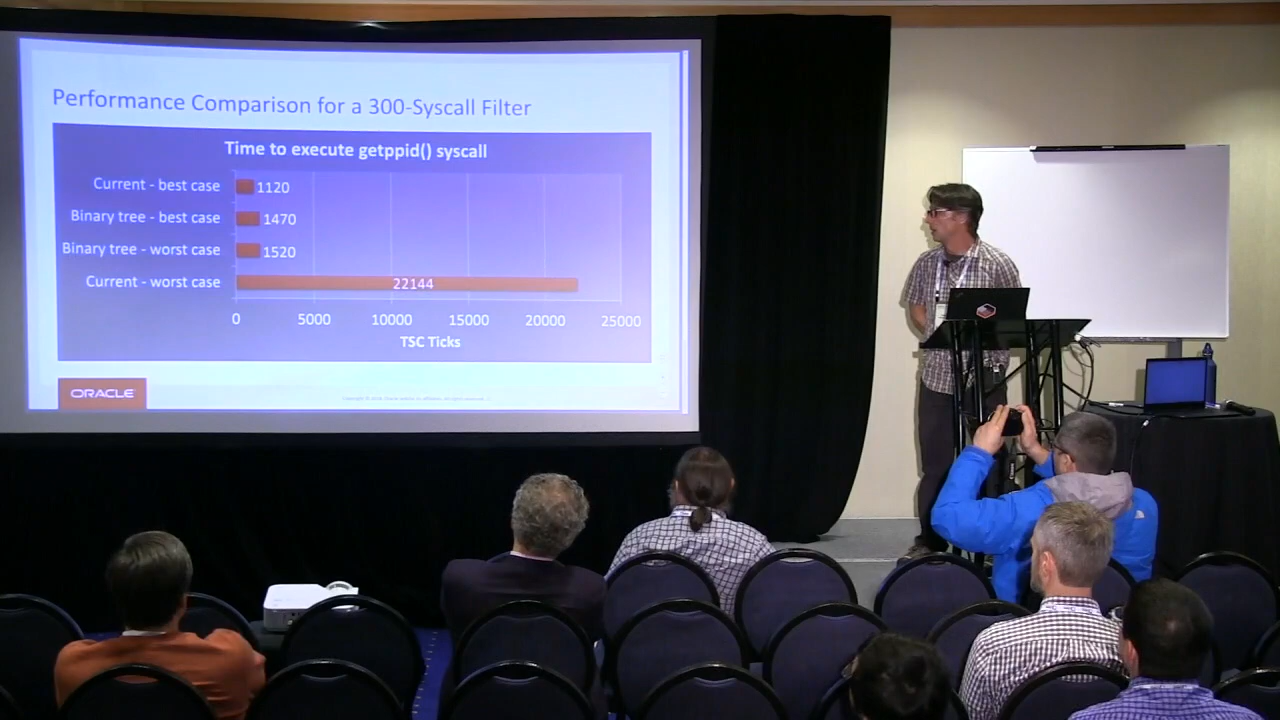 Performance Comparison for a 300-Syscall Filter
Time to execute getppid() syscall
Current - best case 1120
Binary tree - best case 1470
Binary tree - worst case 1520
Current - worst case 22144
0 5000 10000 15000 20000 25000
TSC Ticks
ORACLE